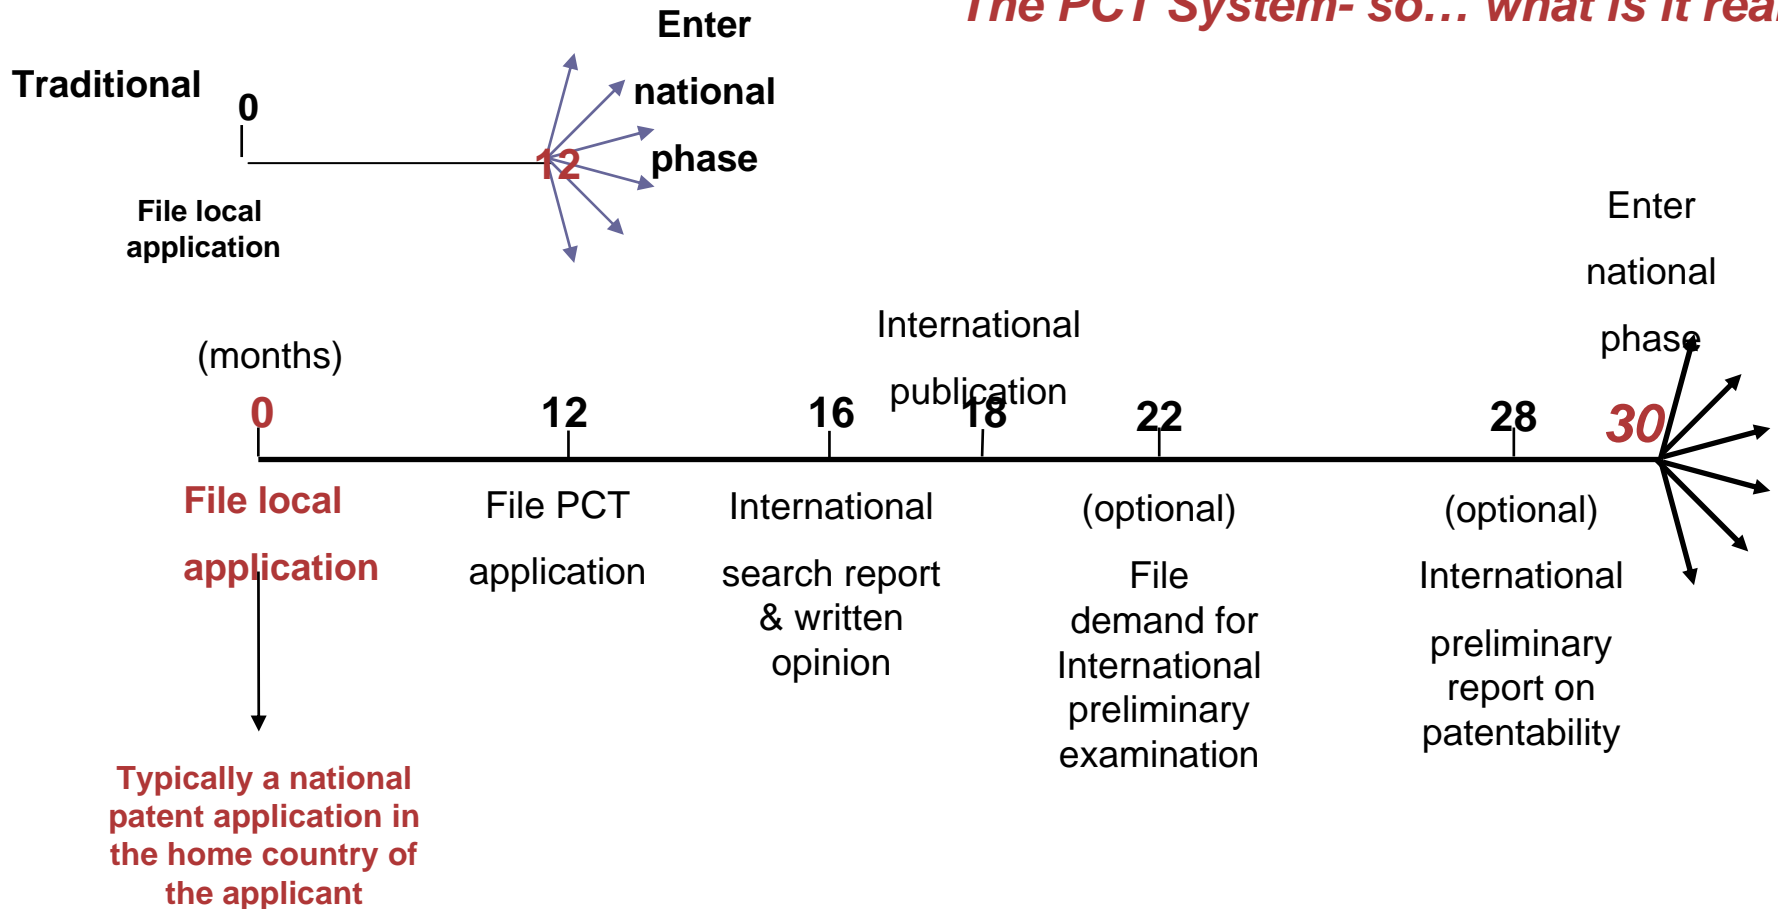 The PCT System- so... what is it
Traditional
0
12
Enter
national
phase
File local
application
(months)
International
publication
Enter
national
phase
0
12
16
18
22
28
30
File local
application
File PCT
application
International
search report
& written
opinion
(optional)
File
demand for
International
preliminary
examination
(optional)
International
preliminary
report on
patentability
Typically a national
patent application in
the home country of
the applicant